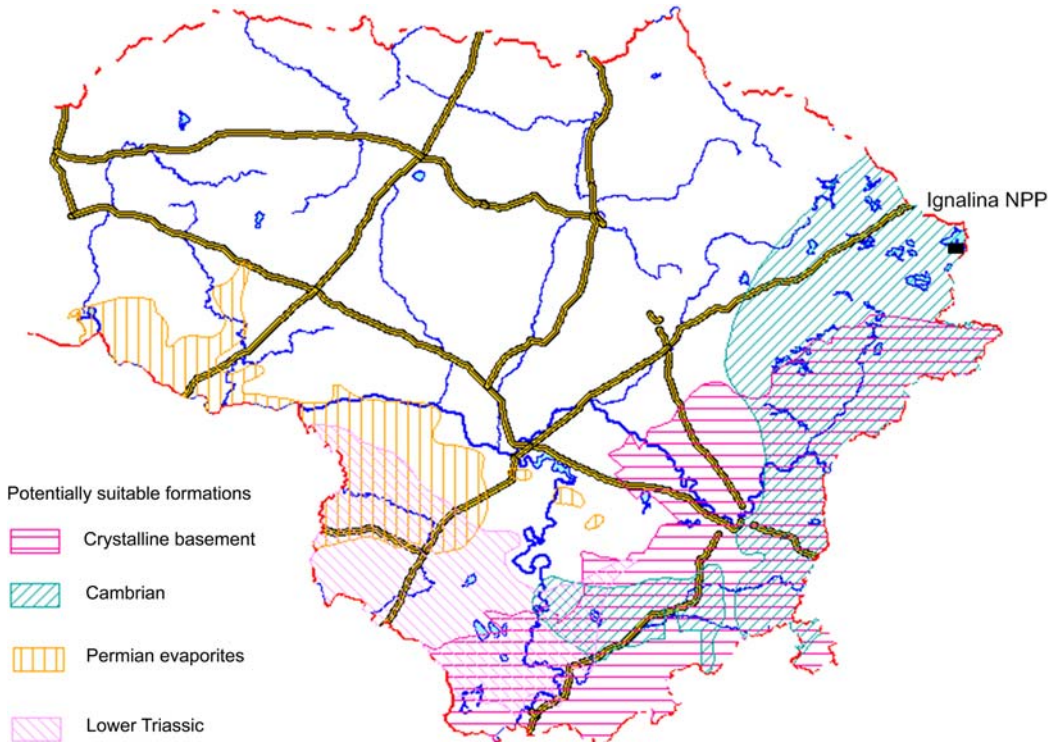 Ignalina NPP
Potentially suitable formations
Crystalline basement
Cambrian
Permian evaporites
Lower Triassic